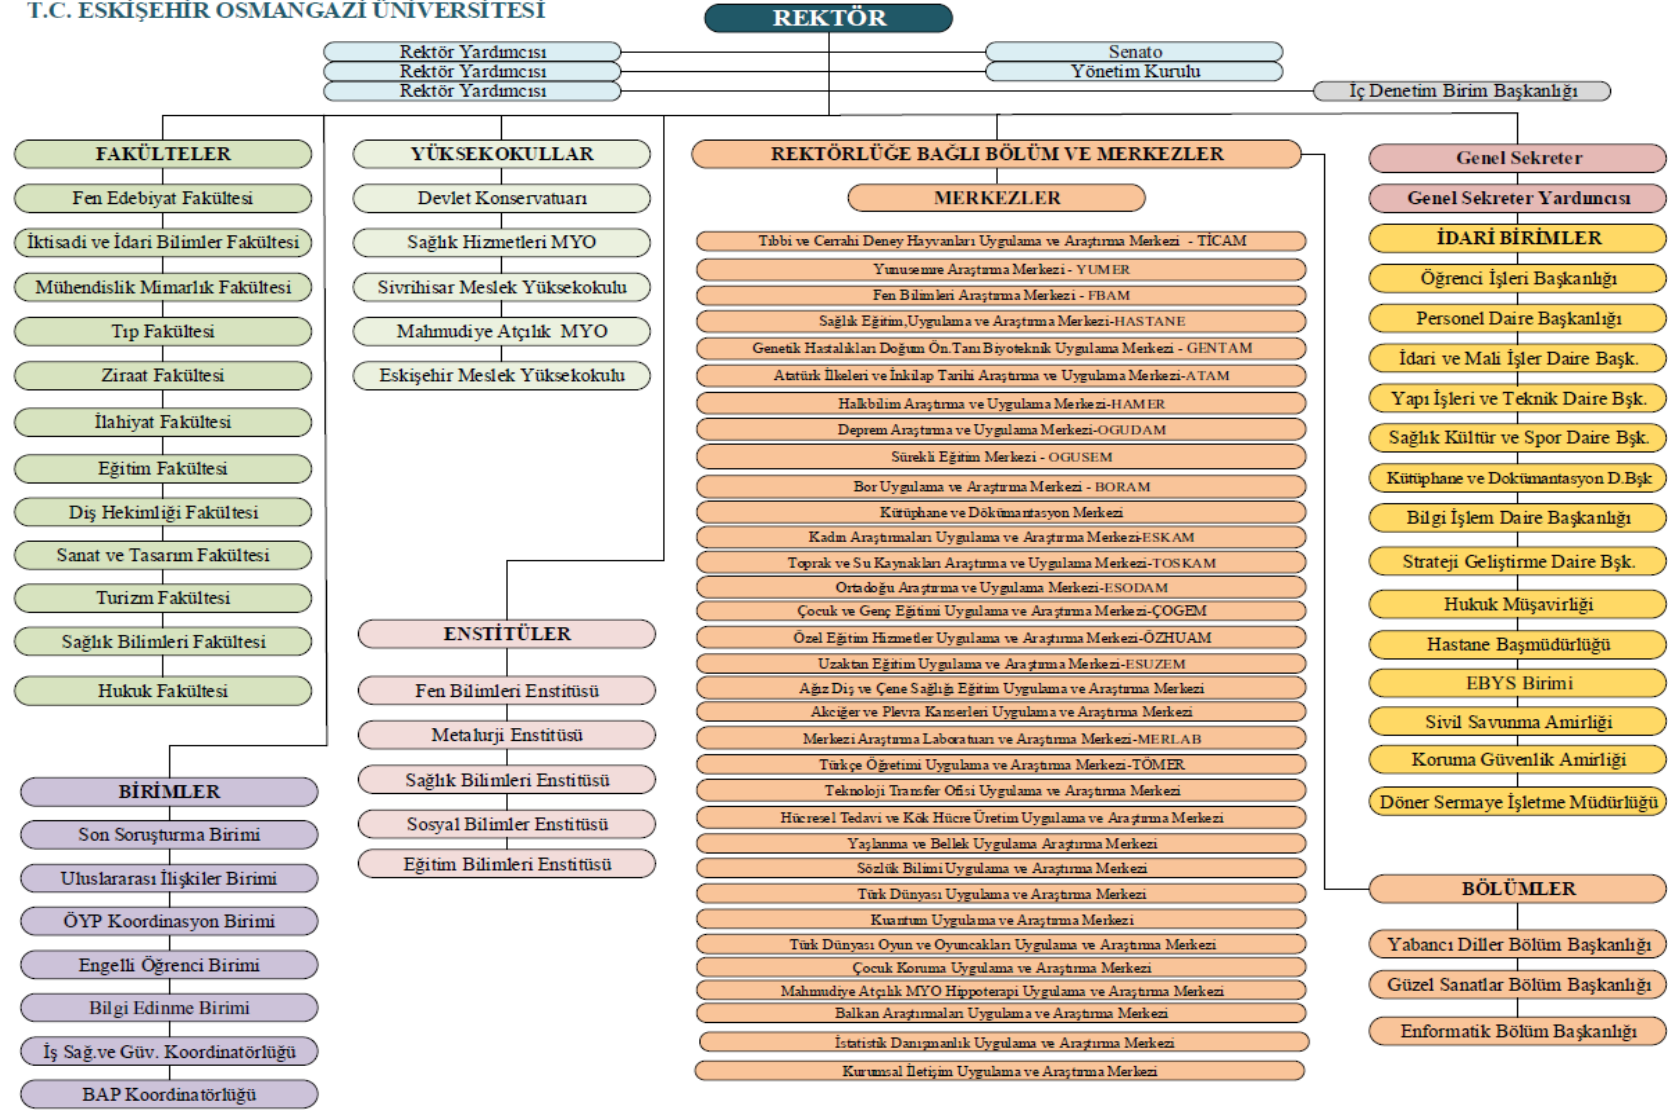 T.C. ESKİŞEHİR OSMANGAZİ ÜNİVERSİTESİ
REKTÖR
Rektör Yardımcısı
Senato
Rektör Yardımcısı
Yönetim Kurulu
Rektör Yardımcısı
İç Denetim Birim Başkanlığı
FAKÜLTELER
Fen Edebiyat Fakültesi
İktisadi ve İdari Bilimler Fakültesi
Mühendislik Mimarlık Fakültesi
Tıp Fakültesi
Ziraat Fakültesi
İlahiyat Fakültesi
Eğitim Fakültesi
Diş Hekimliği Fakültesi
Sanat ve Tasarım Fakültesi
Turizm Fakültesi
Sağlık Bilimleri Fakültesi
Hukuk Fakültesi
BİRİMLER
Son Soruşturma Birimi
Uluslararası İlişkiler Birimi
ÖYP Koordinasyon Birimi
Engelli Öğrenci Birimi
Bilgi Edinme Birimi
İş Sağ.ve Güv. Koordinatörlüğü
BAP Koordinatörlüğü
YÜKSEKOKULLAR
Devlet Konservatuarı
Sağlık Hizmetleri MYO
Sivrihisar Meslek Yüksekokulu
Mahmudiye Atçılık MYO
Eskişehir Meslek Yüksekokulu
ENSTİTÜLER
Fen Bilimleri Enstitüsü
Metalurji Enstitüsü
Sağlık Bilimleri Enstitüsü
Sosyal Bilimler Enstitüsü
Eğitim Bilimleri Enstitüsü
REKTÖRLÜĞE BAĞLI BÖLÜM VE MERKEZLER
MERKEZLER
Tıbbi ve Cerrahi Deney Hayvanları Uygulama ve Araştırma Merkezi - TİCAM
Yunusemre Araştırma Merkezi - YUMER
Fen Bilimleri Araştırma Merkezi - FBAM
Sağlık Eğitim,Uygulama ve Araştırma Merkezi-HASTANE
Genetik Hastalıkları Doğum Ön.Tanı Biyoteknik Uygulama Merkezi - GENTAM
Atatürk İlkeleri ve İnkilap Tarihi Araştırma ve Uygulama Merkezi-ATAM
Halkbilim Araştırma ve Uygulama Merkezi-HAMER
Deprem Araştırma ve Uygulama Merkezi-OGUDAM
Sürekli Eğitim Merkezi - OGUSEM
Bor Uygulama ve Araştırma Merkezi - BORAM
Kütüphane ve Dökümantasyon Merkezi
Kadın Araştırmaları Uygulama ve Araştırma Merkezi-ESKAM
Toprak ve Su Kaynakları Araştırma ve Uygulama Merkezi-TOSKAM
Ortadoğu Araştırma ve Uygulama Merkezi-ESODAM
Çocuk ve Genç Eğitimi Uygulama ve Araştırma Merkezi-ÇOGEM
Özel Eğitim Hizmetler Uygulama ve Araştırma Merkezi-ÖZHUAM
Uzaktan Eğitim Uygulama ve Araştırma Merkezi-ESUZEM
Ağız Diş ve Çene Sağlığı Eğitim Uygulama ve Araştırma Merkezi
Akciğer ve Plevra Kanserleri Uygulama ve Araştırma Merkezi
Merkezi Araştırma Laboratuarı ve Araştırma Merkezi-MERLAB
Türkçe Öğretimi Uygulama ve Araştırma Merkezi-TÖMER
Teknoloji Transfer Ofisi Uygulama ve Araştırma Merkezi
Hücresel Tedavi ve Kök Hücre Üretim Uygulama ve Araştırma Merkezi
Yaşlanma ve Bellek Uygulama Araştırma Merkezi
Sözlük Bilimi Uygulama ve Araştırma Merkezi
Türk Dünyası Uygulama ve Araştırma Merkezi
Kuantum Uygulama ve Araştırma Merkezi
Türk Dünyası Oyun ve Oyuncakları Uygulama ve Araştırma Merkezi
Çocuk Koruma Uygulama ve Araştırma Merkezi
Mahmudiye Atçılık MYO Hippoterapi Uygulama ve Araştırma Merkezi
Balkan Araştırmaları Uygulama ve Araştırma Merkezi
İstatistik Danışmanlık Uygulama ve Araştırma Merkezi
Kurumsal İletişim Uygulama ve Araştırma Merkezi
Genel Sekreter
Genel Sekreter Yardımcısı
İDARİ BİRİMLER
Öğrenci İşleri Başkanlığı
Personel Daire Başkanlığı
İdari ve Mali İşler Daire Başk.
Yapı İşleri ve Teknik Daire Bşk.
Sağlık Kültür ve Spor Daire Bşk.
Kütüphane ve Dokümantasyon D.Bşk
Bilgi İşlem Daire Başkanlığı
Strateji Geliştirme Daire Bşk.
Hukuk Müşavirliği
Hastane Başmüdürlüğü
EBYS Birimi
Sivil Savunma Amirliği
Koruma Güvenlik Amirliği
Döner Sermaye İşletme Müdürlüğü
BÖLÜMLER
Yabancı Diller Bölüm Başkanlığı
Güzel Sanatlar Bölüm Başkanlığı
Enformatik Bölüm Başkanlığı